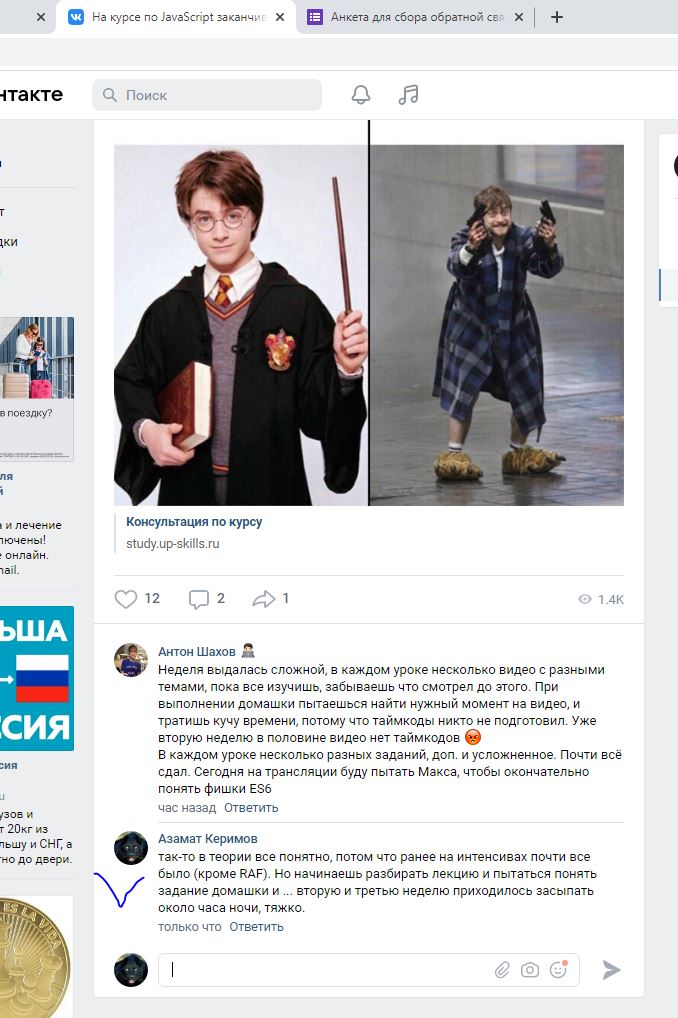 На курсе по JavaScript заканчив
Анкета для сбора обратной свя
нтакте
Поиск
т
дки
в поездку?
ля
й
а и лечение
ключены!
е онлайн.
mail.
ЬША
ССИЯ
сия
u
узов и
т 20кг из
льшу и СНГ, а
тно до двери.
ES LA VIDA
Консультация по курсу
study.up-skills.ru
12
2
1
1.4K
Антон Шахов
Неделя выдалась сложной, в каждом уроке несколько видео с разными
темами, пока все изучишь, забываешь что смотрел до этого. При
выполнении домашки пытаешься найти нужный момент на видео, и
тратишь кучу времени, потому что таймкоды никто не подготовил. Уже
вторую неделю в половине видео нет таймкодов
В каждом уроке несколько разных заданий, доп. и усложненное. Почти всё
сдал. Сегодня на трансляции буду пытать Макса, чтобы окончательно
понять фишки ES6
час назад Ответить
Азамат Керимов
так-то в теории все понятно, потом что ранее на интенсивах почти все
было (кроме RAF). Но начинаешь разбирать лекцию и пытаться понять
задание домашки и ... вторую и третью неделю приходилось засыпать
около часа ночи, тяжко.
только что Ответить